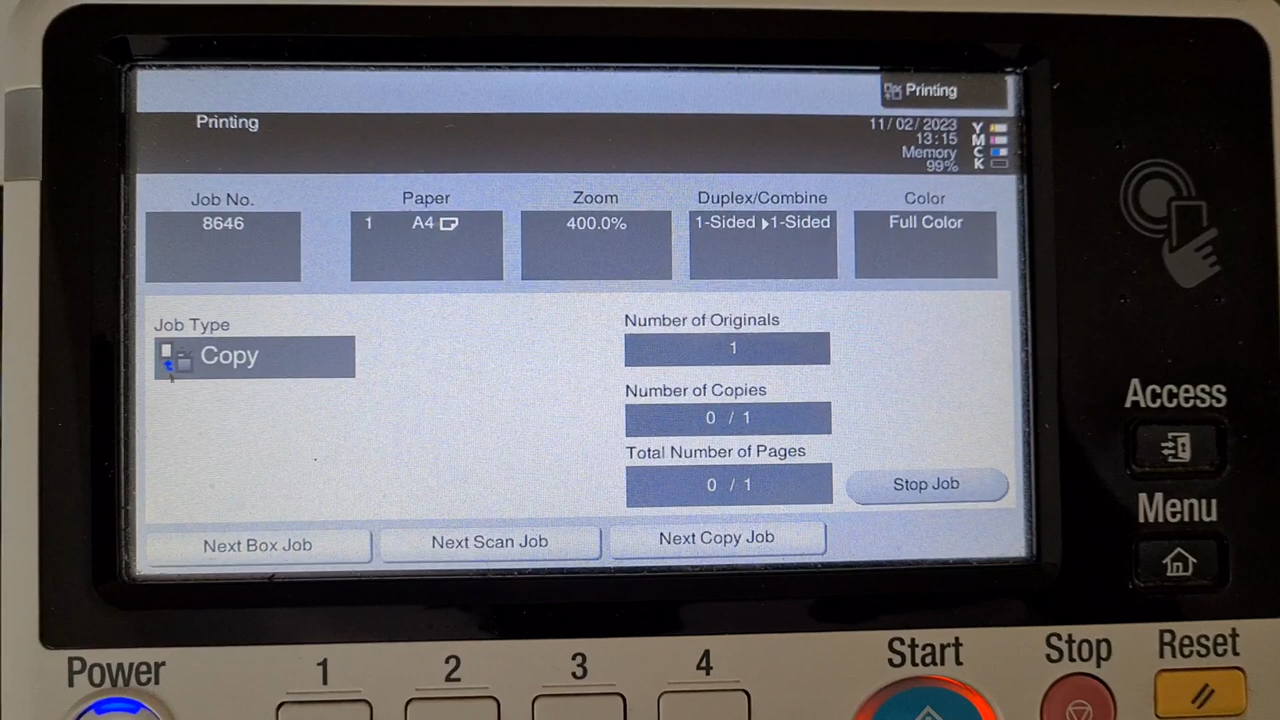 Printing
Printing
11/02/2023
13:15
Memory
99%
Y
M
C
K
Job No.
8646
Paper
1 A4
Zoom
400.0%
Duplex/Combine
1-Sided ▶1-Sided
Color
Full Color
Job Type
Copy
Number of Originals
1
Number of Copies
0 / 1
Total Number of Pages
0 / 1
Stop Job
Next Box Job
Next Scan Job
Next Copy Job
Access
Menu
Power
1
2
3
4
Start
Stop
Reset